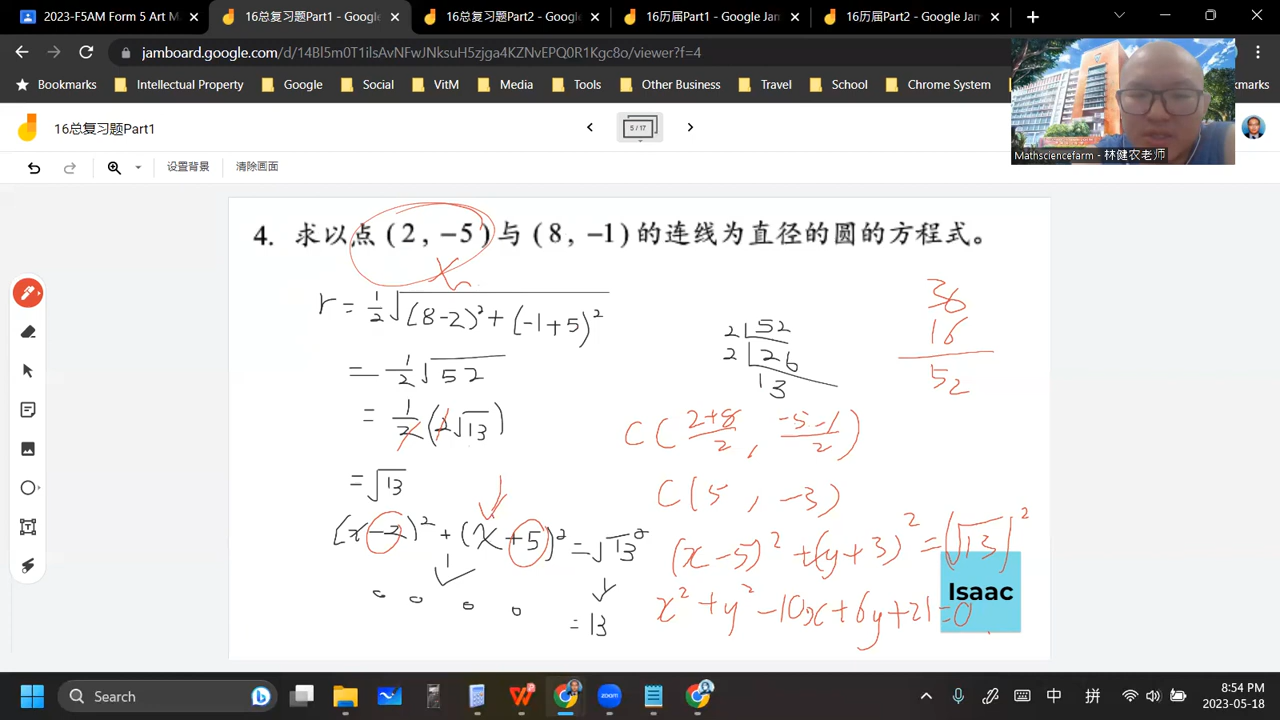 2023-F5AM Form 5 Art M
16总复习题Part1 - Google Jam
16总复习题Part2 - Google Jam
16历届Part1 - Google Jamboard
16历届Part2 - Google Jamboard
Bookmarks
Intellectual Property
Google
Tutor
VitM
Media
Tools
Other Business
Travel
School
Chrome System
Mathsciencefarm - 林健农老师
16总复习题Part1
5 / 17
设置背景
清除画面
4. 求以点 (2, −5) 与 (8, −1) 的连线为直径的圆的方程式。
r = 1/2 √((8-2)² + (-1+5)²)
= 1/2 √52
= 1/2 (2√13)
= √13
(x-2)² + (x+5)² = √13²
= 13
2 | 52
2 | 26
13
36
16
52
C ( (2+8)/2 , (-5-1)/2 )
C (5 , -3)
(x-5)² + (y+3)² = (√13)²
x² + y² - 10x + 6y + 21 = 0
Isaac
Search
中
拼
8:54 PM
2023-05-18